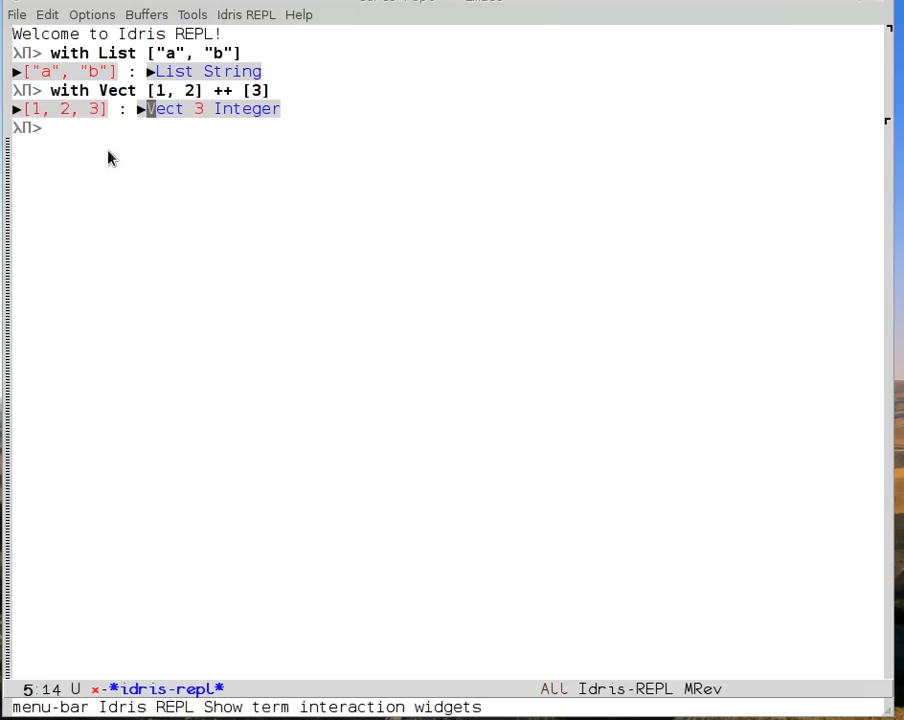 File Edit Options Buffers Tools Idris REPL Help
Welcome to Idris REPL!
λΠ> with List ["a", "b"]
▶["a", "b"] : ▶List String
λΠ> with Vect [1, 2] ++ [3]
▶[1, 2, 3] : ▶Vect 3 Integer
λΠ>
5:14 U ×-*idris-repl* All Idris-REPL MRev
menu-bar Idris REPL Show term interaction widgets